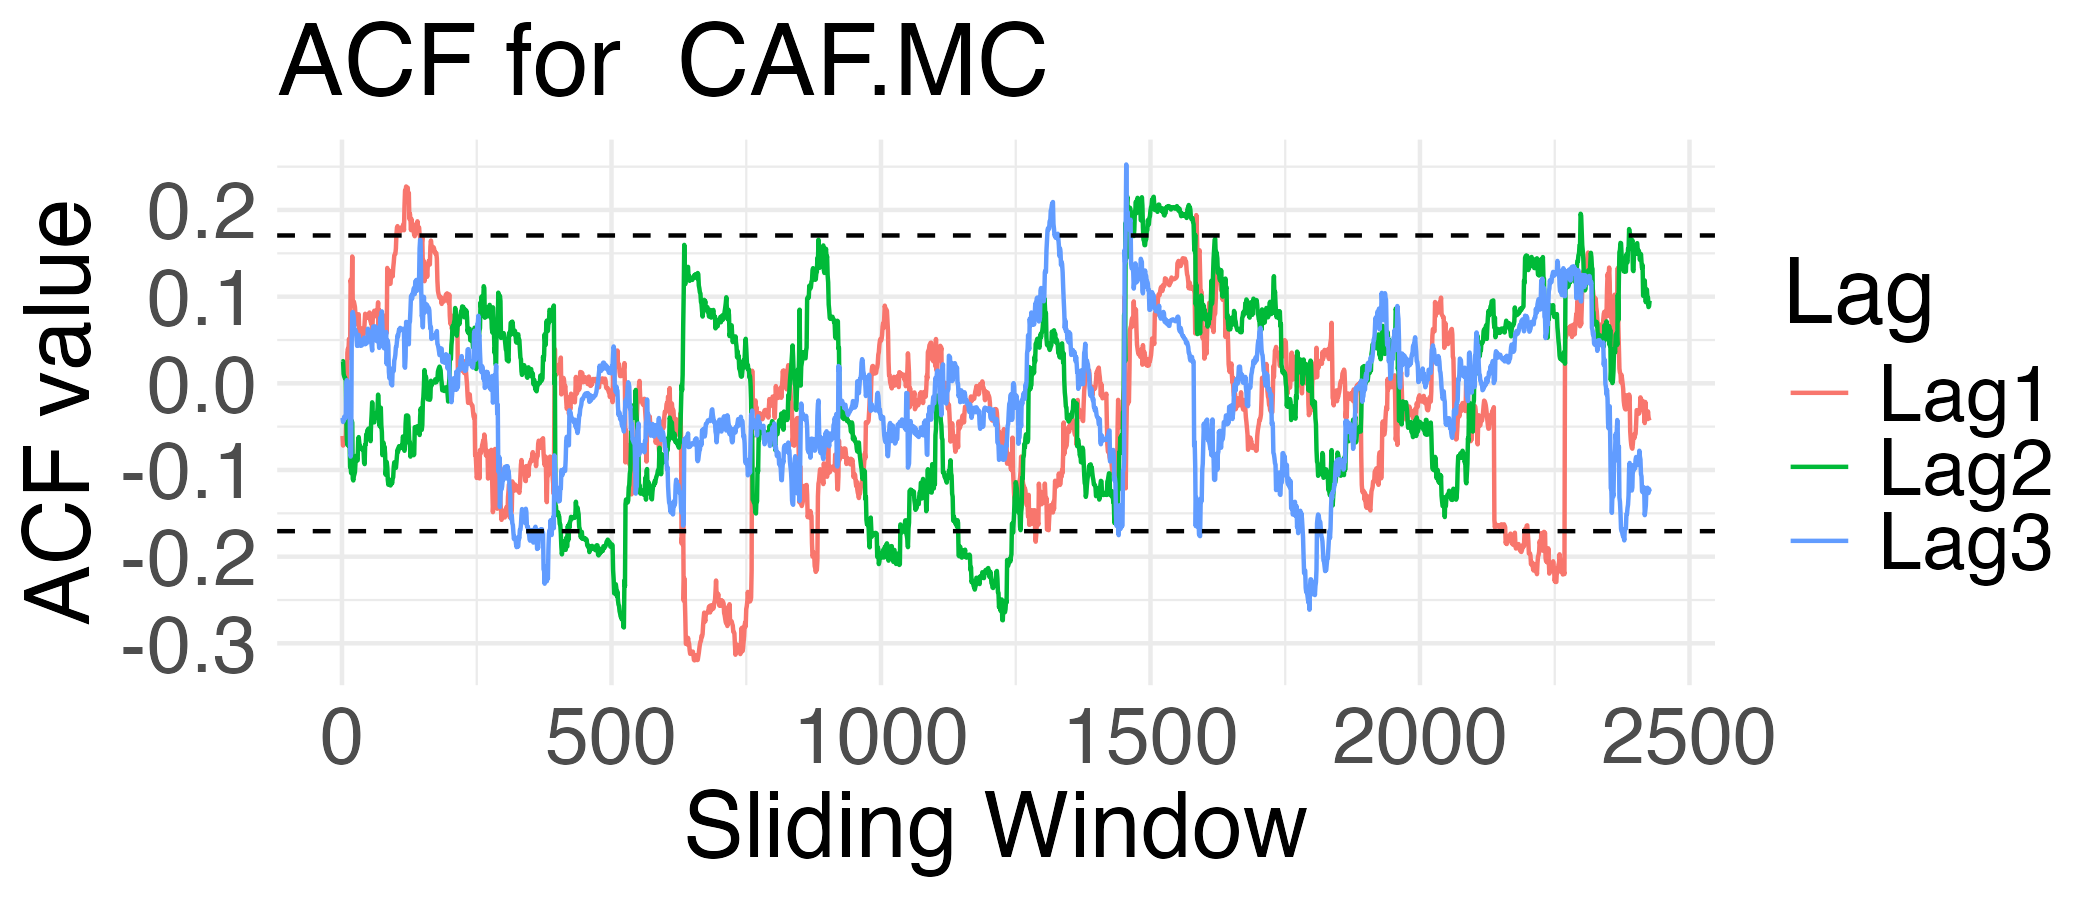 ACF for  CAF.MC
ACF value
0.2
0.1
0.0
-0.1
-0.2
-0.3
0
500
1000
1500
2000
2500
Sliding Window
Lag
Lag1
Lag2
Lag3